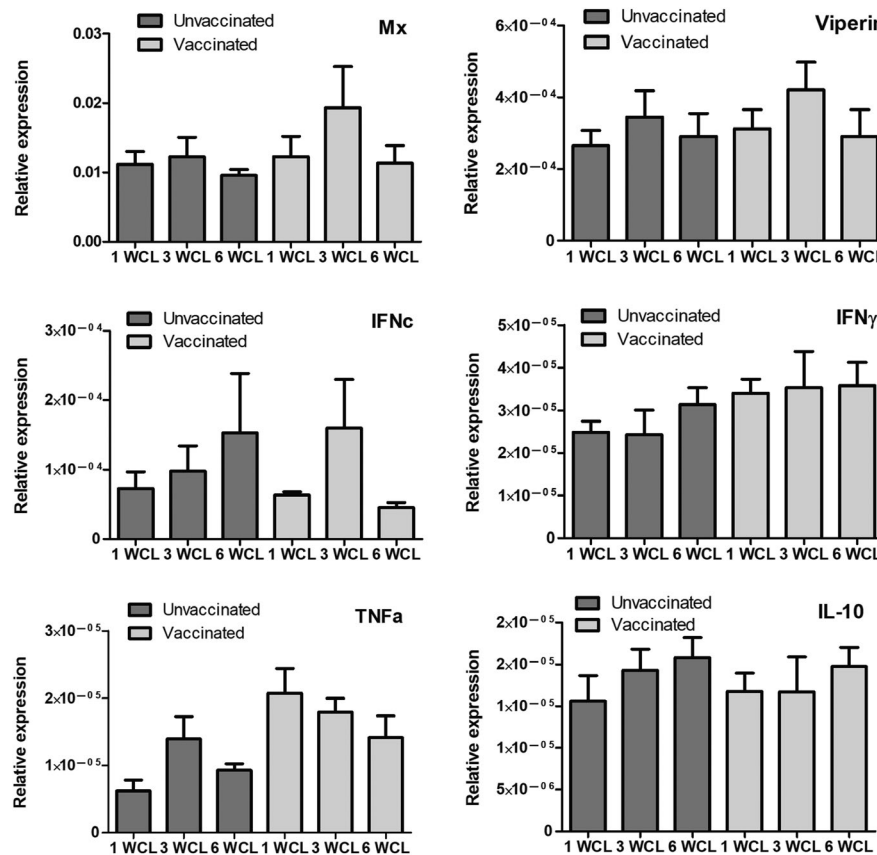 Unvaccinated
Vaccinated
Mx
Relative expression
0.03
0.02
0.01
0.00
1 WCL 3 WCL 6 WCL 1 WCL 3 WCL 6 WCL
Unvaccinated
Vaccinated
Viperin
Relative expression
6×10⁻⁰⁴
4×10⁻⁰⁴
2×10⁻⁰⁴
0
1 WCL 3 WCL 6 WCL 1 WCL 3 WCL 6 WCL
Unvaccinated
Vaccinated
IFNc
Relative expression
3×10⁻⁰⁴
2×10⁻⁰⁴
1×10⁻⁰⁴
0
1 WCL 3 WCL 6 WCL 1 WCL 3 WCL 6 WCL
Unvaccinated
Vaccinated
IFNγ
Relative expression
5×10⁻⁰⁵
4×10⁻⁰⁵
3×10⁻⁰⁵
2×10⁻⁰⁵
1×10⁻⁰⁵
0
1 WCL 3 WCL 6 WCL 1 WCL 3 WCL 6 WCL
Unvaccinated
Vaccinated
TNFa
Relative expression
3×10⁻⁰⁵
2×10⁻⁰⁵
1×10⁻⁰⁵
0
1 WCL 3 WCL 6 WCL 1 WCL 3 WCL 6 WCL
Unvaccinated
Vaccinated
IL-10
Relative expression
2×10⁻⁰⁵
2×10⁻⁰⁵
1×10⁻⁰⁵
1×10⁻⁰⁵
5×10⁻⁰⁶
0
1 WCL 3 WCL 6 WCL 1 WCL 3 WCL 6 WCL